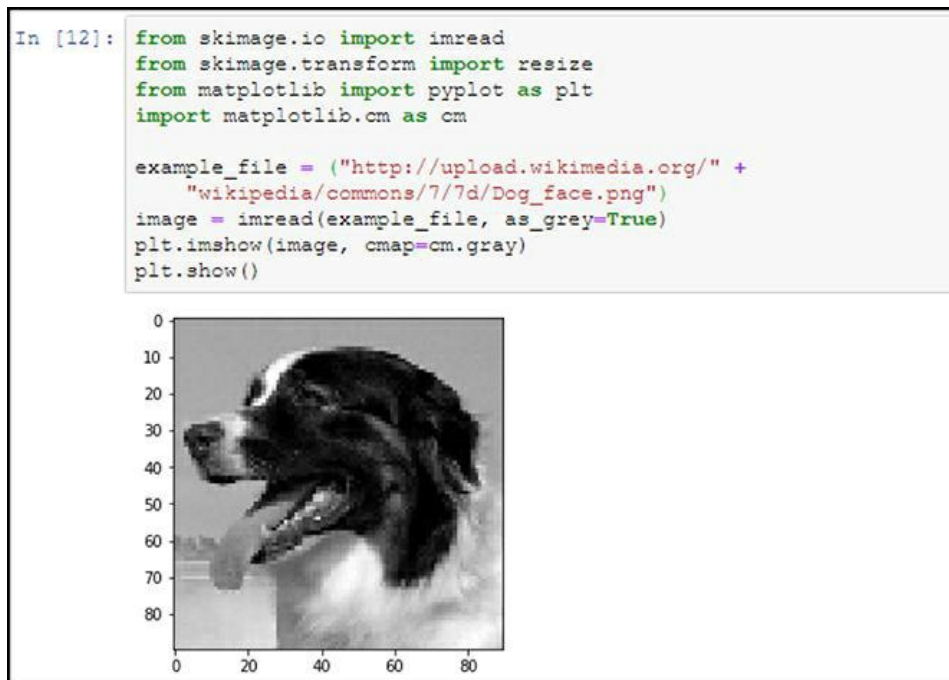 In [12]: from skimage.io import imread
from skimage.transform import resize
from matplotlib import pyplot as plt
import matplotlib.cm as cm
example_file = ("http://upload.wikimedia.org/" +
"wikipedia/commons/7/7d/Dog_face.png")
image = imread(example_file, as_grey=True)
plt.imshow(image, cmap=cm.gray)
plt.show()
0
10
20
30
40
50
60
70
80
0 20 40 60 80